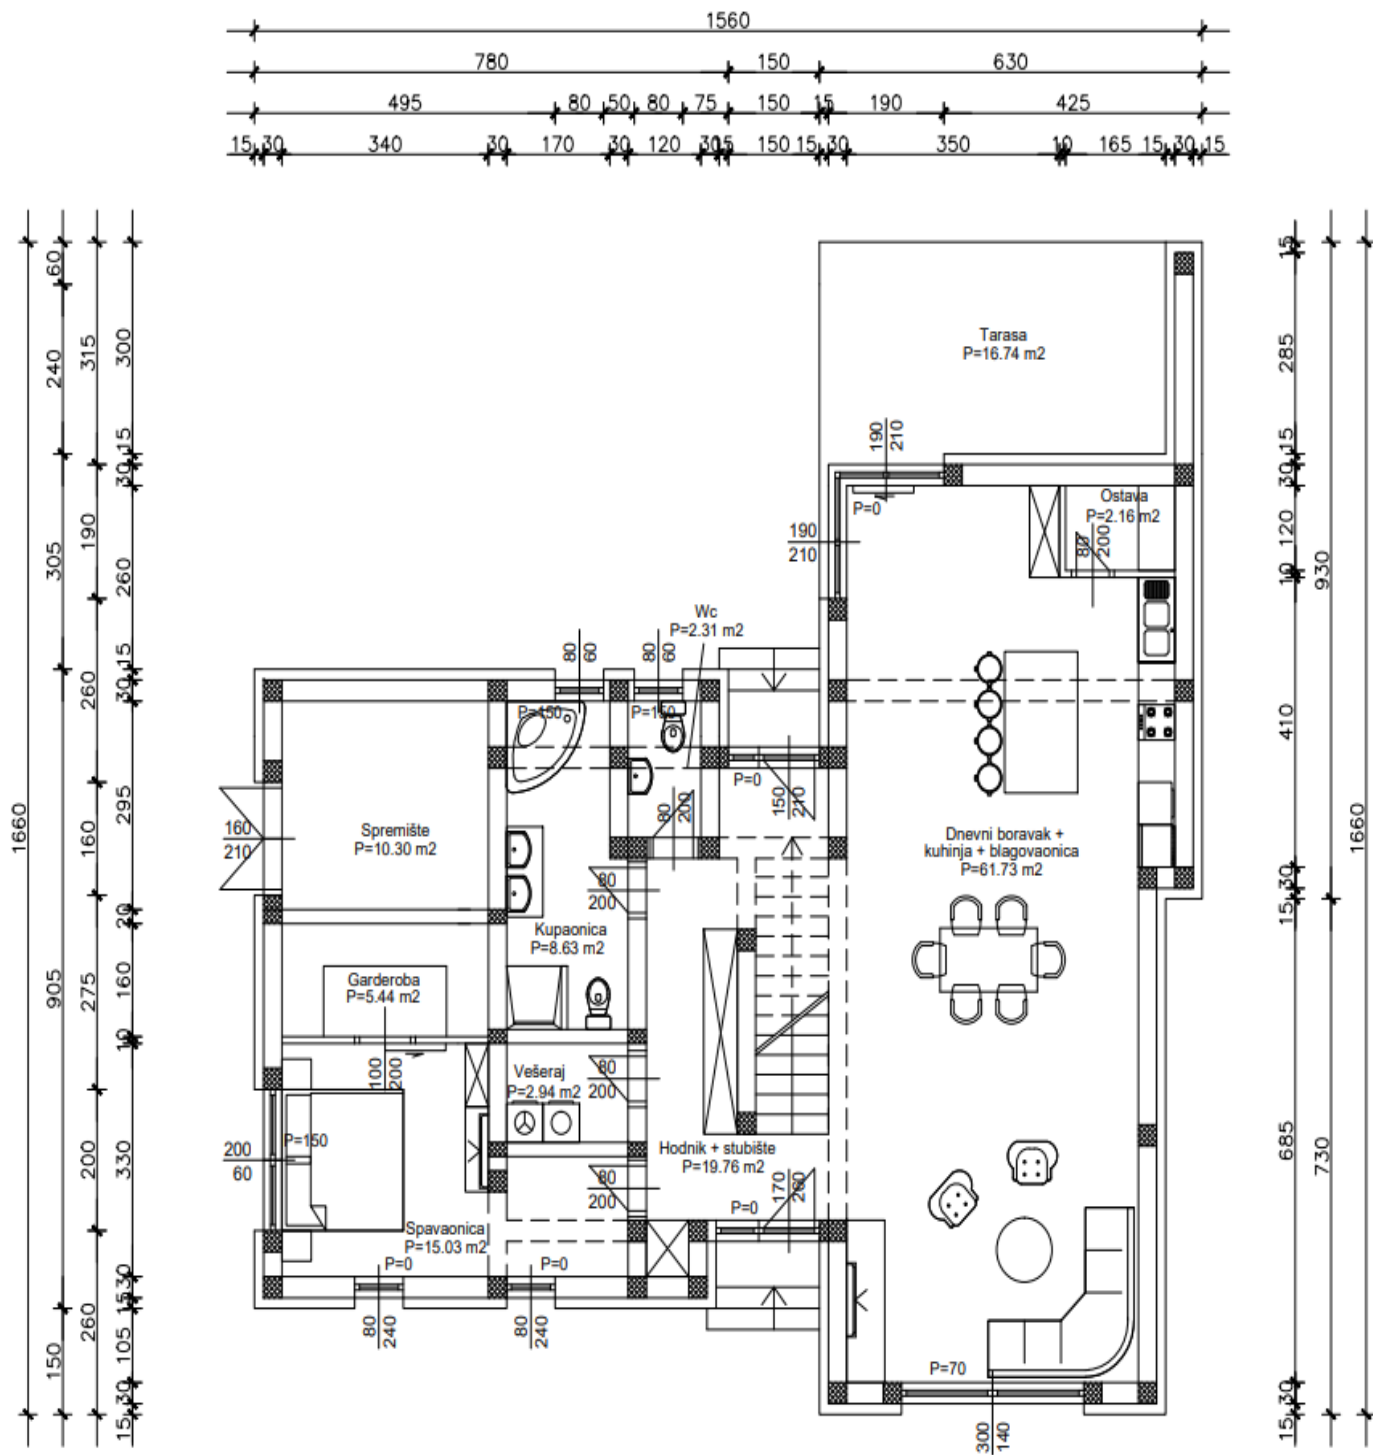 1560
780 150 630
495 80 50 80 75 150 15 190 425
15 30 340 30 170 30 120 30 15 150 15 30 350 10 165 15 30 15
1660
60 240 305 905 150
315 190 260 160 275 200 260
300 15 30 260 15 30 295 20 160 10 330 30 15 105 30 15
15 285 15 30 120 10 410 30 15 685 30 15
930 730
1660
Tarasa
P=16.74 m2
190
210
P=0
Ostava
P=2.16 m2
80
200
190
210
Wc
P=2.31 m2
80
60
80
60
P=150
P=150
P=0
150
210
160
210
Spremište
P=10.30 m2
80
200
Dnevni boravak +
kuhinja + blagovaonica
P=61.73 m2
80
200
Kupaonica
P=8.63 m2
Garderoba
P=5.44 m2
100
200
Vešeraj
P=2.94 m2
80
200
P=150
200
60
Hodnik + stubište
P=19.76 m2
80
200
170
260
P=0
Spavaonica
P=15.03 m2
P=0
P=0
80
240
80
240
P=70
300
140